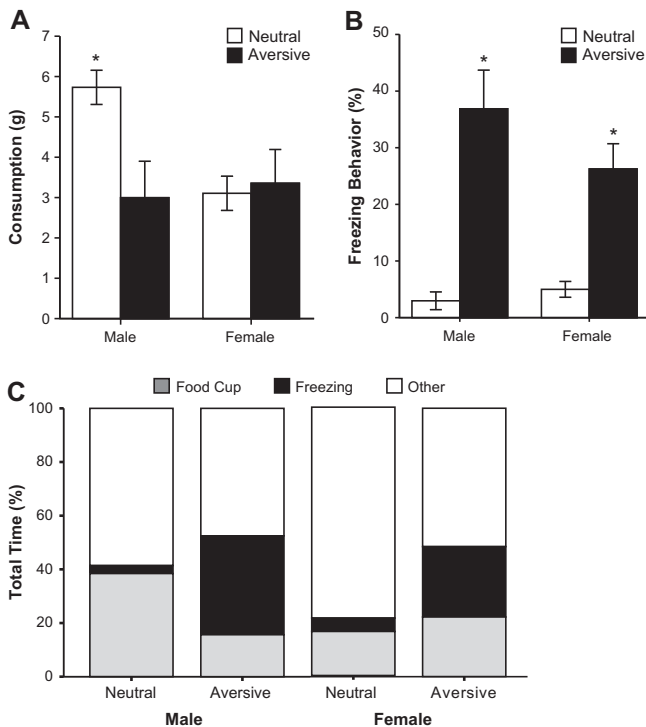 A
Neutral
Aversive
*
Consumption (g)
7
6
5
4
3
2
1
0
Male Female
B
Neutral
Aversive
*
*
Freezing Behavior (%)
50
40
30
20
10
0
Male Female
C
Food Cup Freezing Other
Total Time (%)
100
80
60
40
20
0
Neutral Aversive Neutral Aversive
Male Female